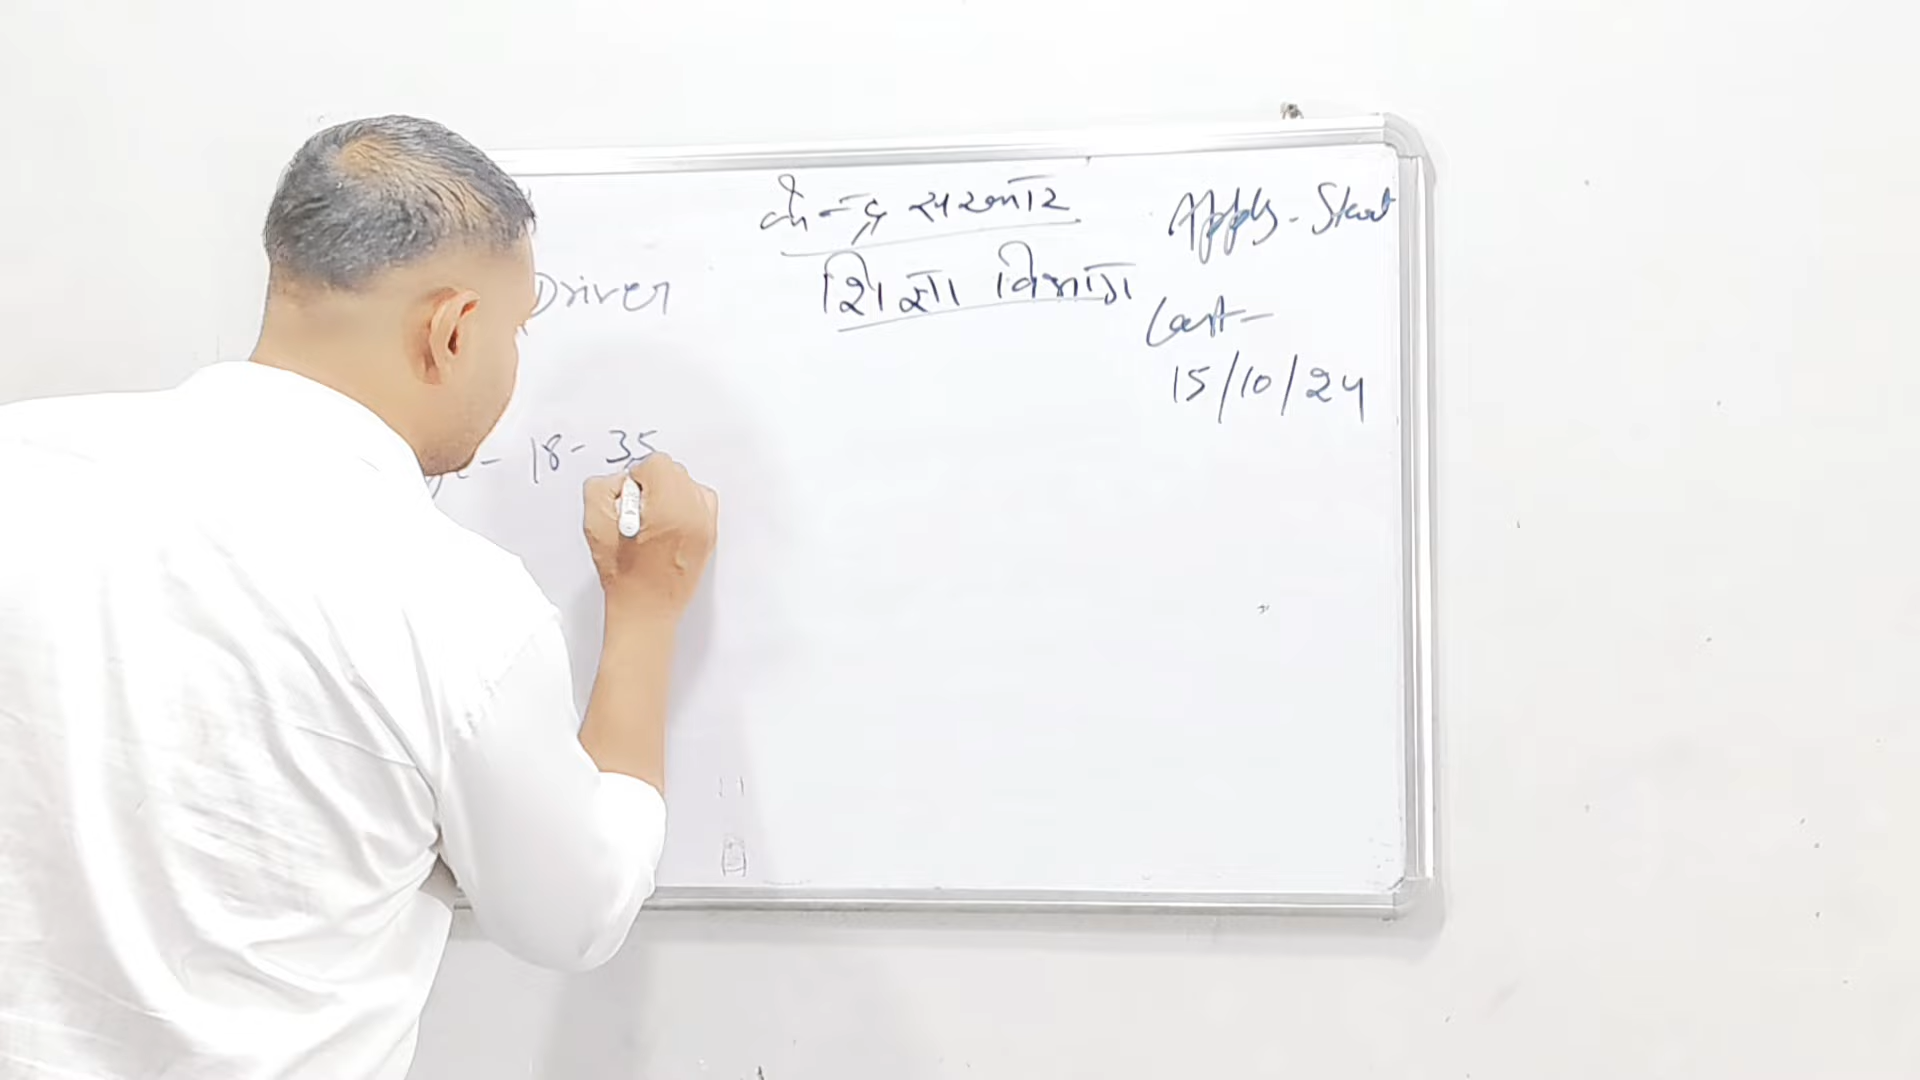 केन्द्र सरकार
शिक्षा विभाग
Driver
18-35
Apply-Start
Last-
15/10/24